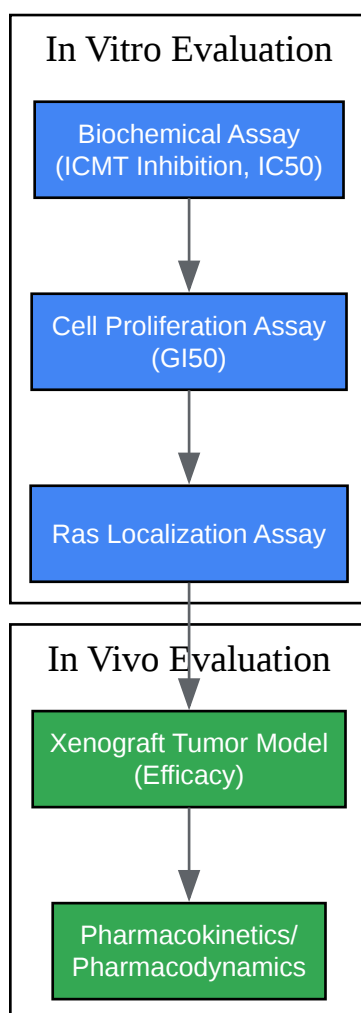 In Vitro Evaluation
Biochemical Assay
(ICMT Inhibition, IC50)
Cell Proliferation Assay
(GI50)
Ras Localization Assay
In Vivo Evaluation
Xenograft Tumor Model
(Efficacy)
Pharmacokinetics/
Pharmacodynamics